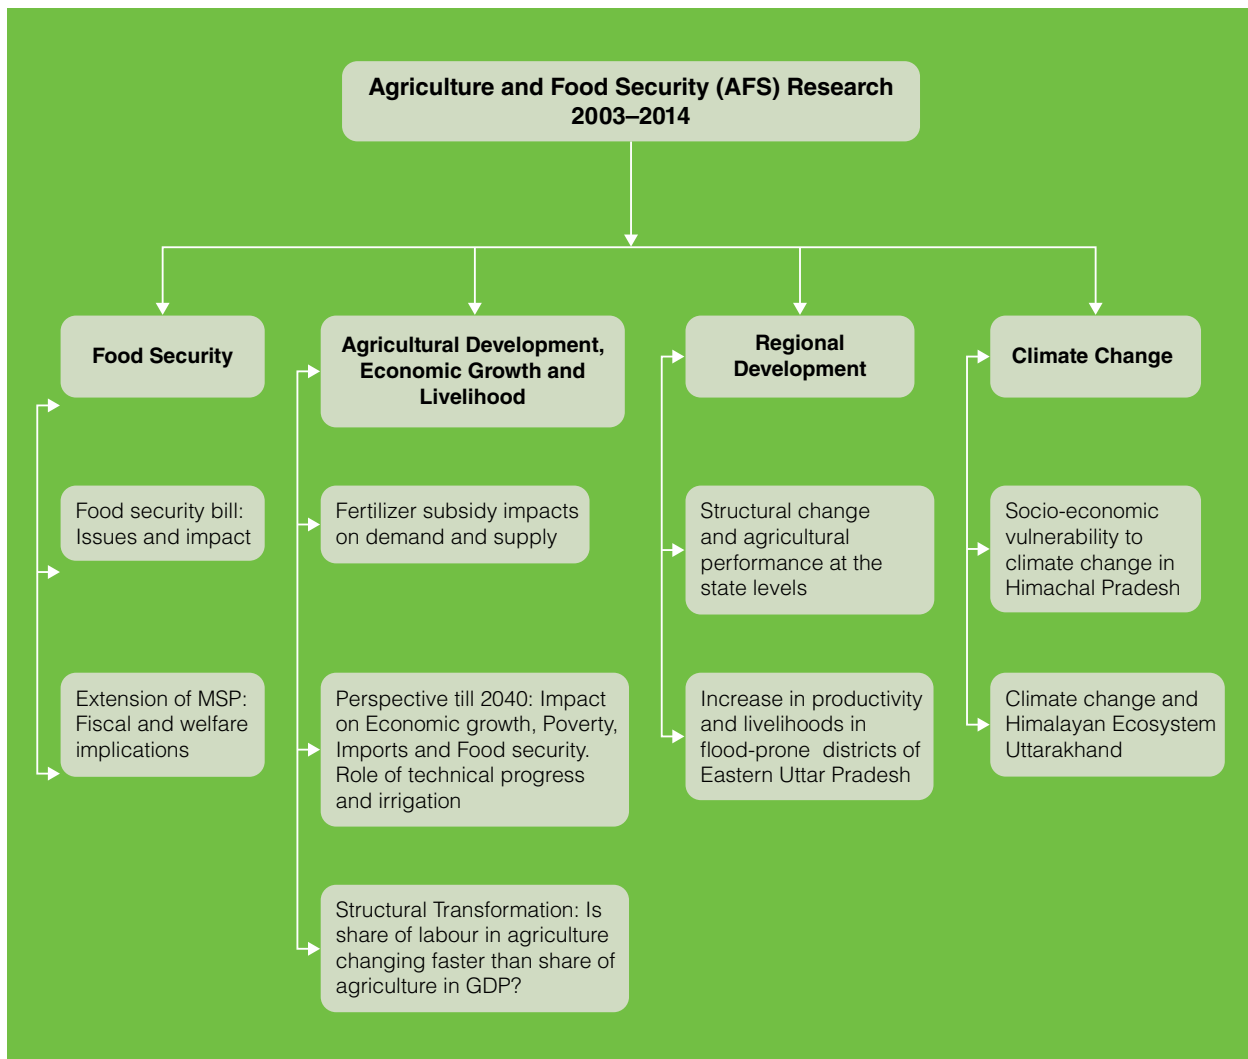 Agriculture and Food Security (AFS) Research
2003–2014
Food Security
Food security bill:
Issues and impact
Extension of MSP:
Fiscal and welfare
implications
Agricultural Development,
Economic Growth and
Livelihood
Fertilizer subsidy impacts
on demand and supply
Perspective till 2040: Impact
on Economic growth, Poverty,
Imports and Food security.
Role of technical progress
and irrigation
Structural Transformation: Is
share of labour in agriculture
changing faster than share of
agriculture in GDP?
Regional
Development
Structural change
and agricultural
performance at the
state levels
Increase in productivity
and livelihoods in
flood-prone districts of
Eastern Uttar Pradesh
Climate Change
Socio-economic
vulnerability to
climate change in
Himachal Pradesh
Climate change and
Himalayan Ecosystem
Uttarakhand